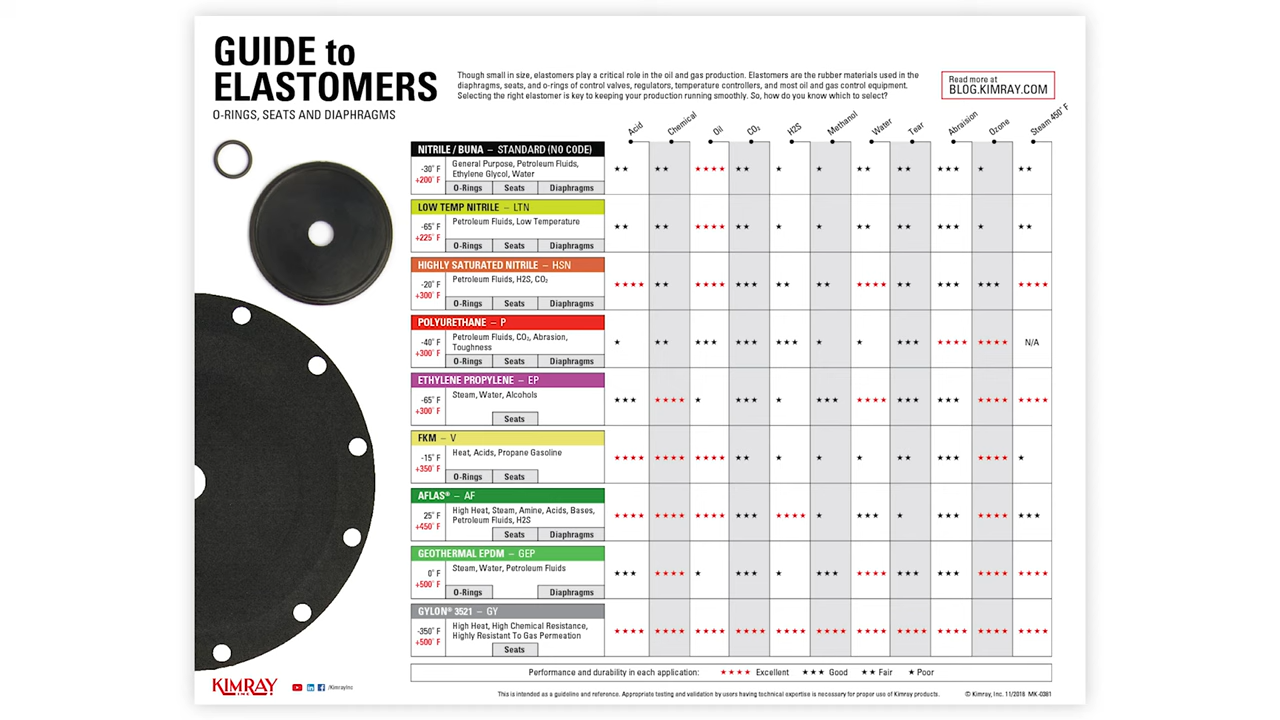 GUIDE to
ELASTOMERS
O-RINGS, SEATS AND DIAPHRAGMS
Though small in size, elastomers play a critical role in the oil and gas production. Elastomers are the rubber materials used in the
diaphragms, seats, and o-rings of control valves, regulators, temperature controllers, and most oil and gas control equipment.
Selecting the right elastomer is key to keeping your production running smoothly. So, how do you know which to select?
Read more at
BLOG.KIMRAY.COM
Acid Chemical Oil CO₂ H2S Methanol Water Tear Abraision Ozone Steam 450° F
NITRILE / BUNA – STANDARD (NO CODE)
-30° F
+200° F
General Purpose, Petroleum Fluids,
Ethylene Glycol, Water
O-Rings Seats Diaphragms
★★ ★★ ★★★★ ★★ ★ ★ ★★ ★★ ★★★ ★ ★★
LOW TEMP NITRILE – LTN
-65° F
+225° F
Petroleum Fluids, Low Temperature
O-Rings Seats Diaphragms
★★ ★★ ★★★★ ★★ ★ ★ ★★ ★★ ★★★ ★ ★★
HIGHLY SATURATED NITRILE – HSN
-20° F
+300° F
Petroleum Fluids, H2S, CO₂
O-Rings Seats Diaphragms
★★★★ ★★ ★★★★ ★★★ ★★ ★★ ★★★★ ★★ ★★★ ★★★ ★★★★
POLYURETHANE – P
-40° F
+300° F
Petroleum Fluids, CO₂, Abrasion,
Toughness
O-Rings Seats Diaphragms
★ ★★ ★★★ ★★★ ★★★ ★ ★ ★★★ ★★★★ ★★★★ N/A
ETHYLENE PROPYLENE – EP
-65° F
+300° F
Steam, Water, Alcohols
Seats
★★★ ★★★★ ★ ★★★ ★ ★★★ ★★★★ ★★★ ★★★ ★★★★ ★★★★
FKM – V
-15° F
+350° F
Heat, Acids, Propane Gasoline
O-Rings Seats
★★★★ ★★★★ ★★★★ ★★ ★ ★ ★ ★★ ★★★ ★★★★ ★
AFLAS® – AF
25° F
+450° F
High Heat, Steam, Amine, Acids, Bases,
Petroleum Fluids, H2S
Seats Diaphragms
★★★★ ★★★★ ★★★★ ★★★ ★★★★ ★ ★★★ ★ ★★★ ★★★★ ★★★
GEOTHERMAL EPDM – GEP
0° F
+500° F
Steam, Water, Petroleum Fluids
O-Rings Diaphragms
★★★ ★★★★ ★ ★★★ ★ ★★★ ★★★★ ★★★ ★★★ ★★★★ ★★★★
GYLON® 3521 – GY
-350° F
+500° F
High Heat, High Chemical Resistance,
Highly Resistant To Gas Permeation
Seats
★★★★ ★★★★ ★★★★ ★★★★ ★★★★ ★★★★ ★★★★ ★★★★ ★★★★ ★★★★ ★★★★
Performance and durability in each application: ★★★★ Excellent ★★★ Good ★★ Fair ★ Poor
KIMRAY INC. /KimrayInc
This is intended as a guideline and reference. Appropriate testing and validation by users having technical expertise is necessary for proper use of Kimray products. © Kimray, Inc. 11/2016 MK-0381